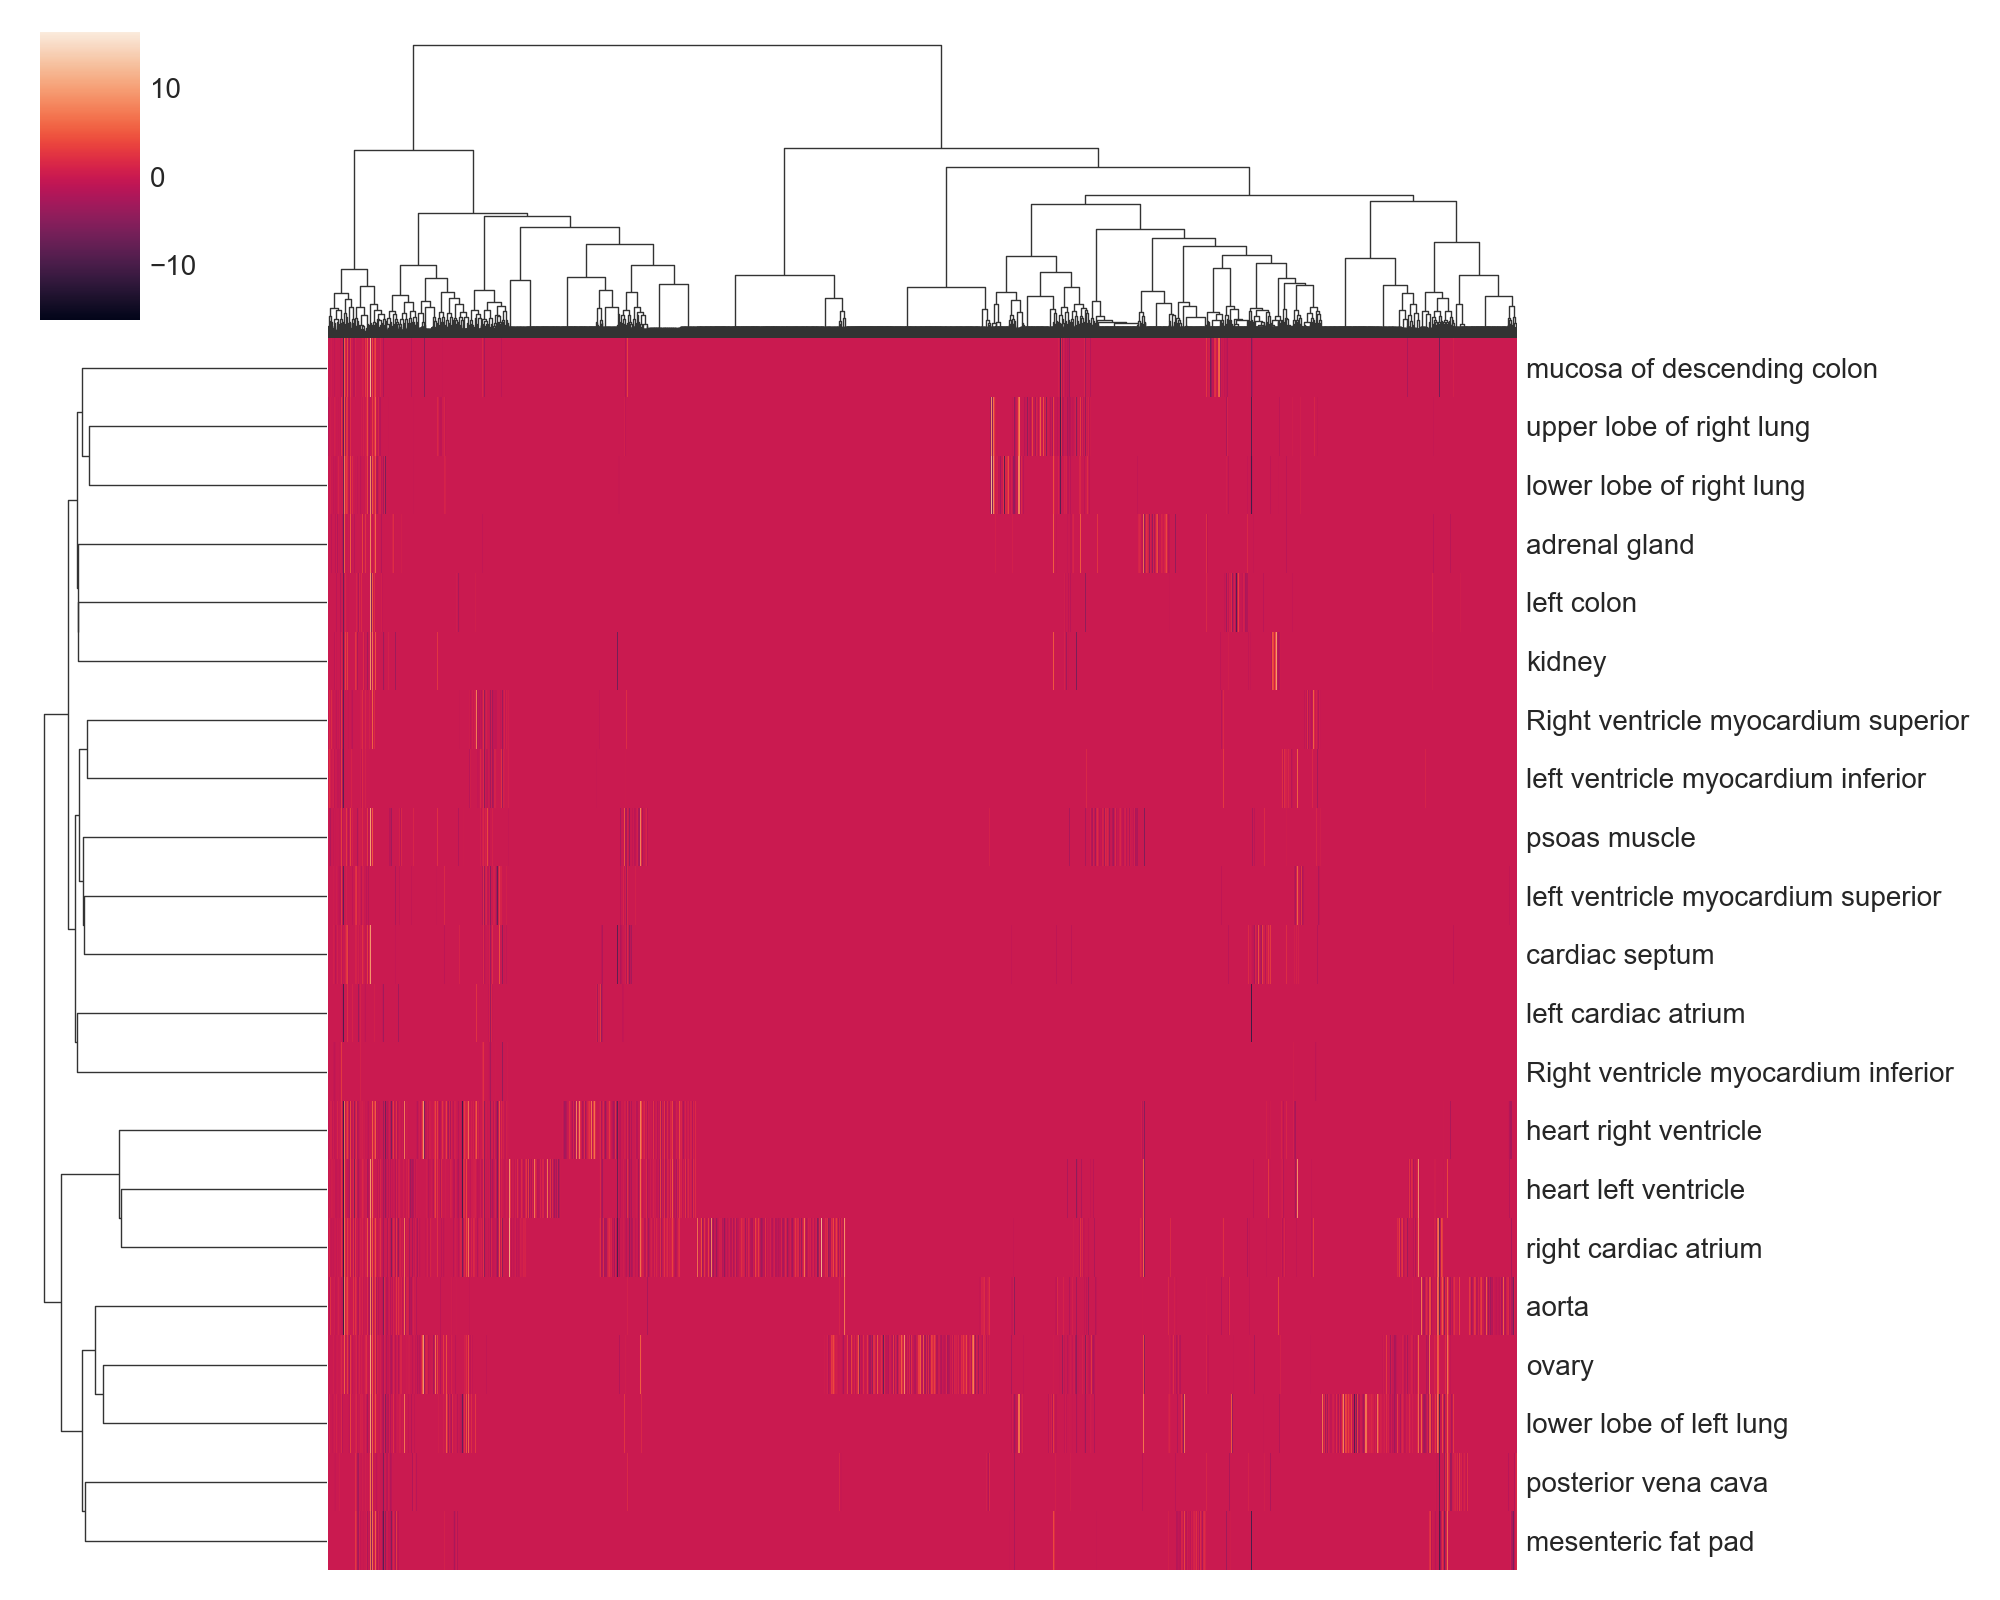 10
0
−10
mucosa of descending colon
upper lobe of right lung
lower lobe of right lung
adrenal gland
left colon
kidney
Right ventricle myocardium superior
left ventricle myocardium inferior
psoas muscle
left ventricle myocardium superior
cardiac septum
left cardiac atrium
Right ventricle myocardium inferior
heart right ventricle
heart left ventricle
right cardiac atrium
aorta
ovary
lower lobe of left lung
posterior vena cava
mesenteric fat pad